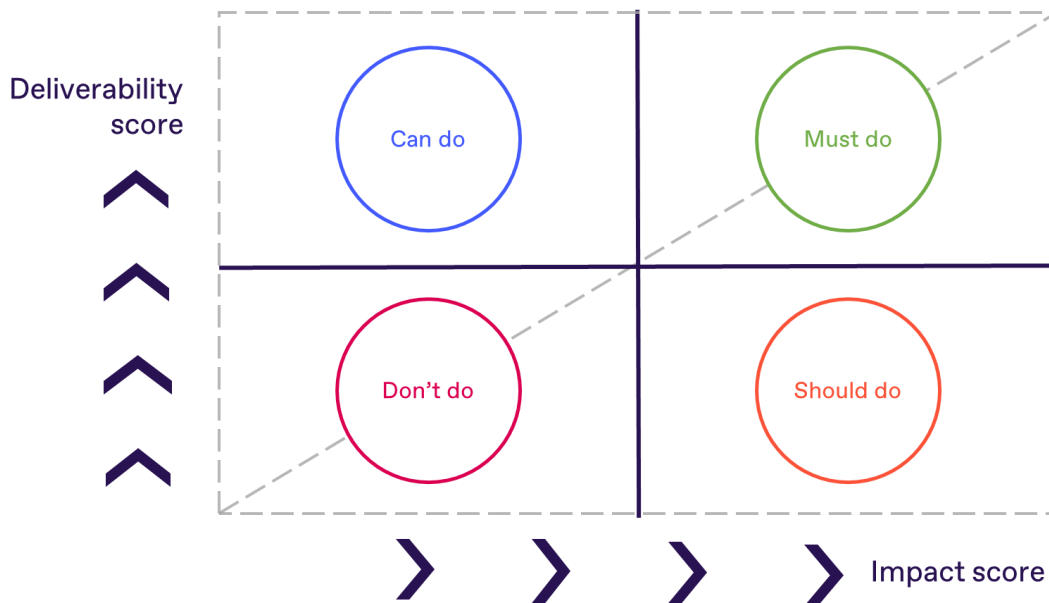 Deliverability
score
Can do
Must do
Don’t do
Should do
Impact score